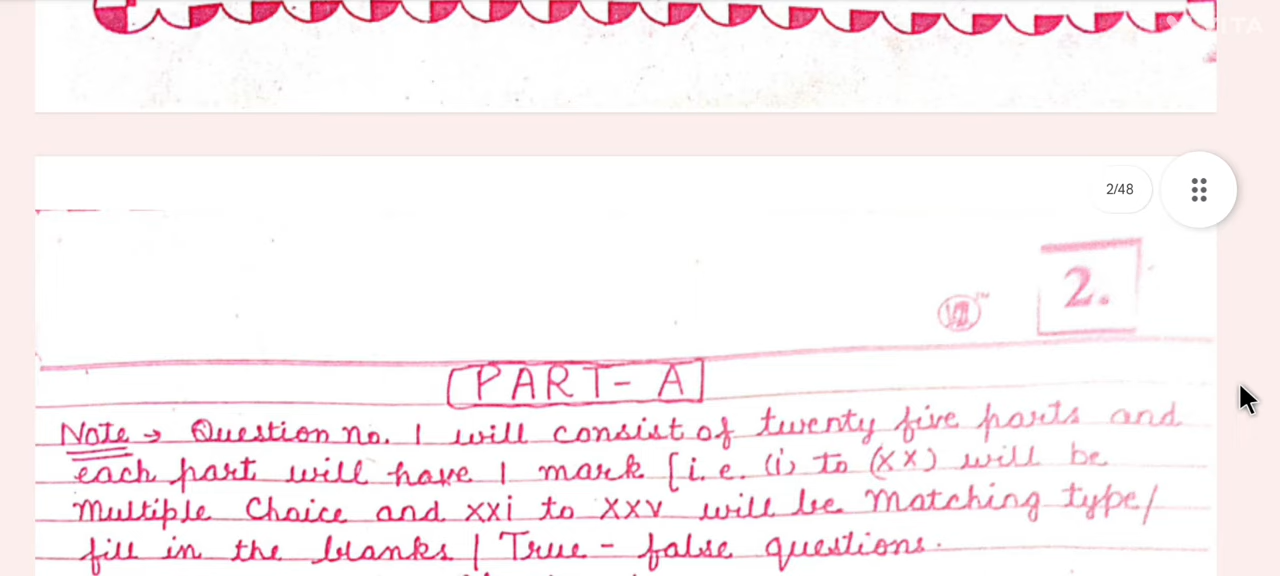 VITA
2/48
2.
PART- A
Note → Question no. 1 will consist of twenty five parts and
each part will have 1 mark [i.e. (i) to (xx) will be
Multiple Choice and xxi to xxv will be Matching type/
fill in the blanks / True - false questions.